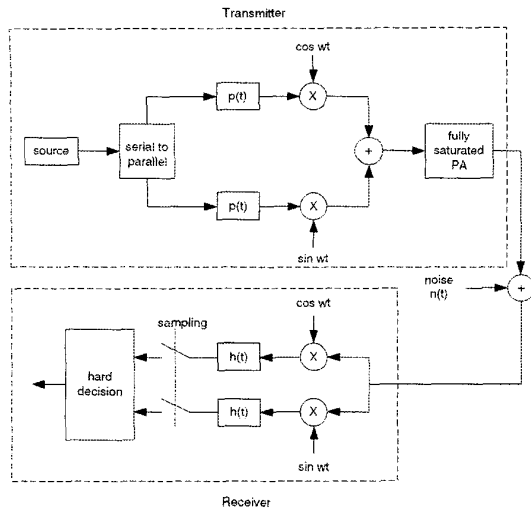 Transmitter
cos wt
p(t)
X
source
serial to
parallel
+
fully
saturated
PA
p(t)
X
sin wt
noise
n(t)
+
cos wt
sampling
h(t)
X
hard
decision
h(t)
X
sin wt
Receiver